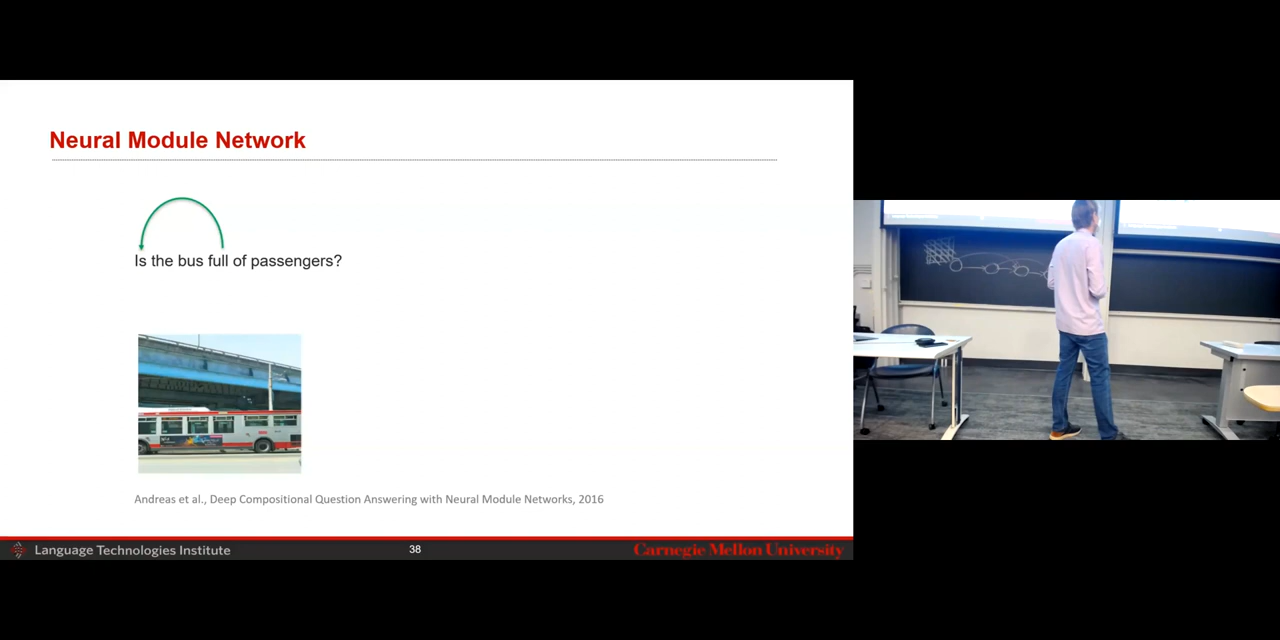 Neural Module Network
Is the bus full of passengers?
Andreas et al., Deep Compositional Question Answering with Neural Module Networks, 2016
Language Technologies Institute
38
Carnegie Mellon University